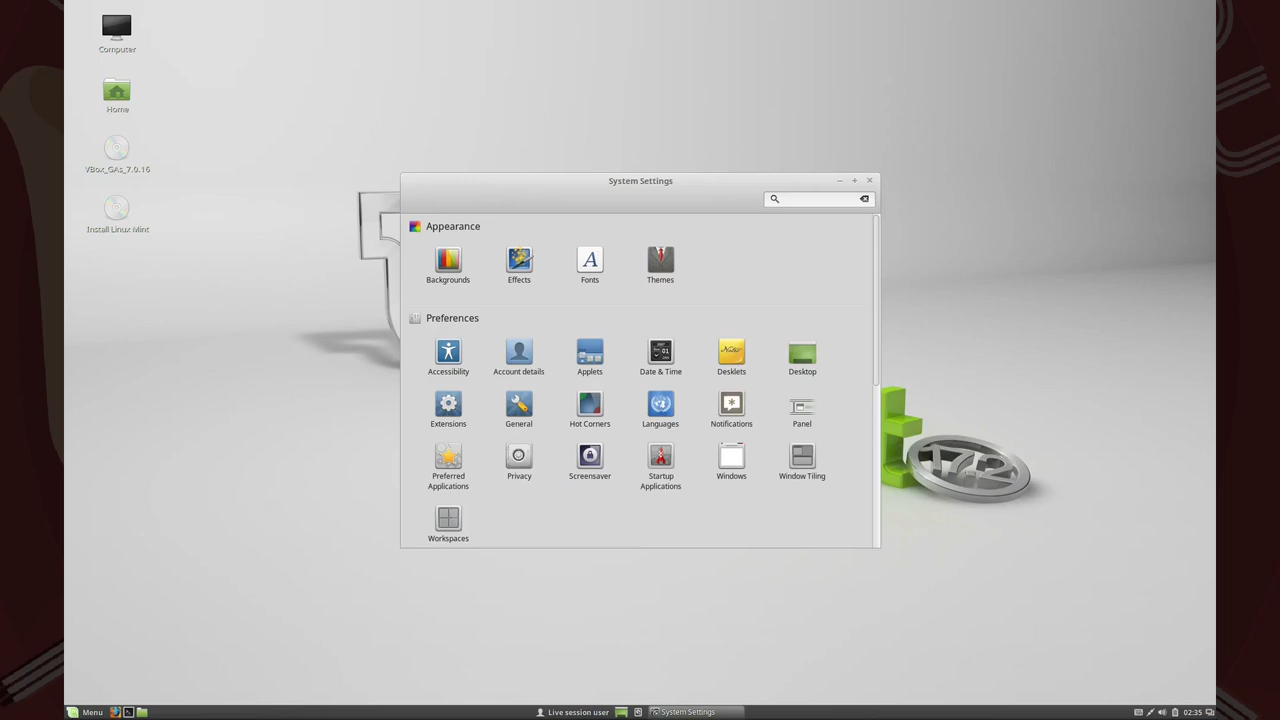 Computer
Home
VBox_GAs_7.0.16
Install Linux Mint
System Settings
Appearance
Backgrounds
Effects
Fonts
Themes
Preferences
Accessibility
Account details
Applets
Date & Time
Desklets
Desktop
Extensions
General
Hot Corners
Languages
Notifications
Panel
Preferred
Applications
Privacy
Screensaver
Startup
Applications
Windows
Window Tiling
Workspaces
17.2
Menu
Live session user
System Settings
02:35